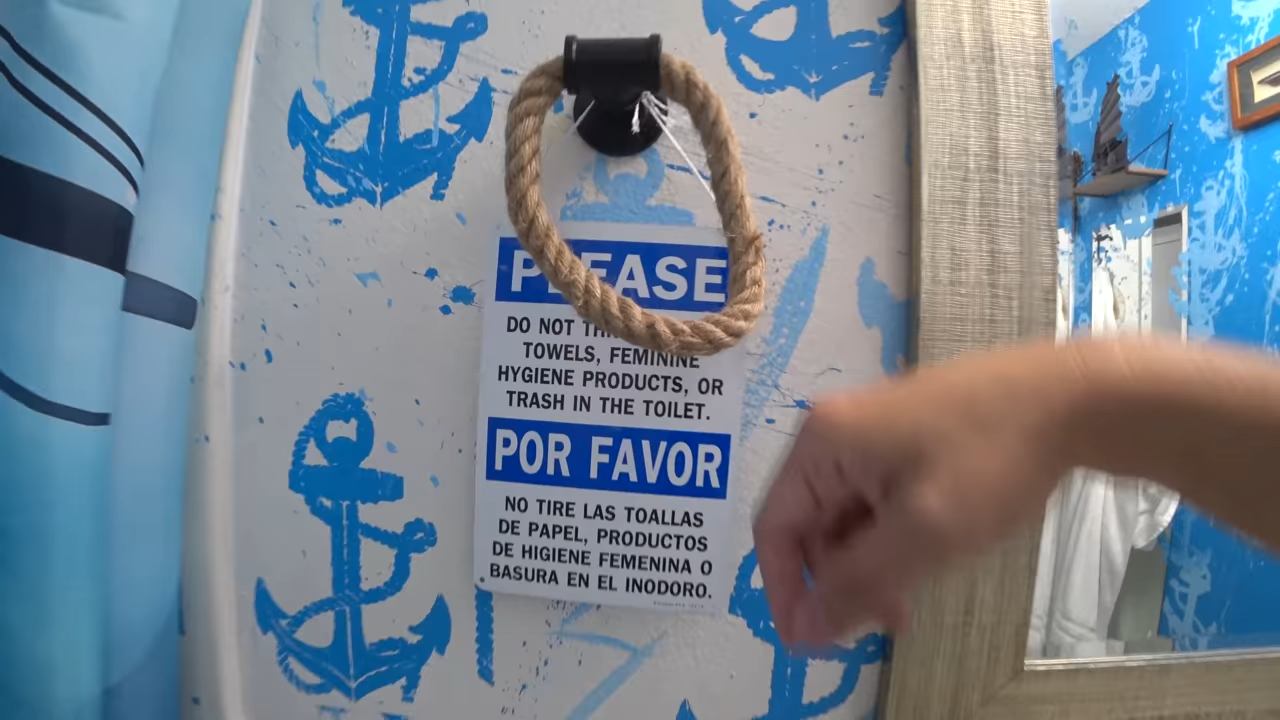 PLEASE
DO NOT
TOWELS, FEMININE
HYGIENE PRODUCTS, OR
TRASH IN THE TOILET.
POR FAVOR
NO TIRE LAS TOALLAS
DE PAPEL, PRODUCTOS
DE HIGIENE FEMENINA O
BASURA EN EL INODORO.